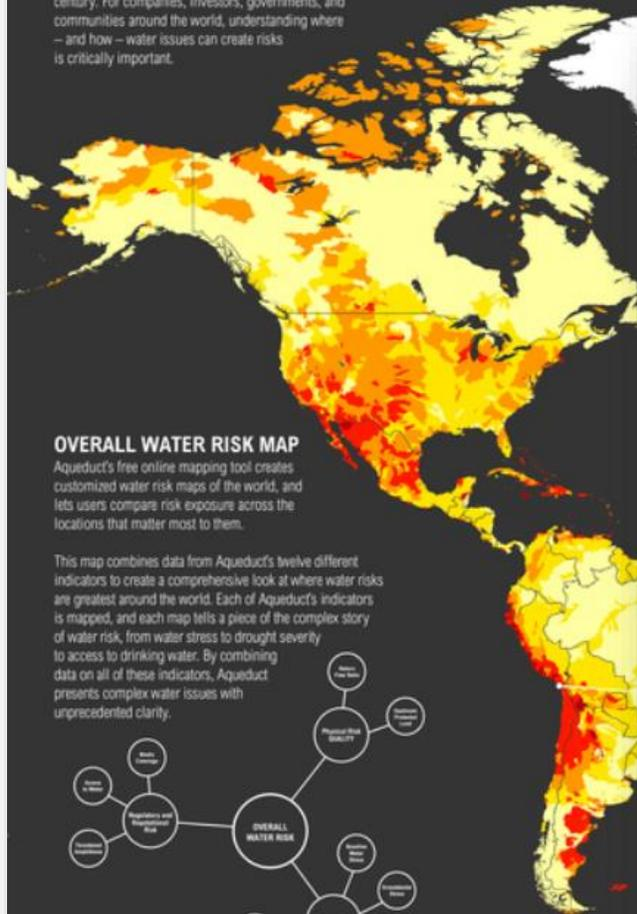 century. For companies, investors, governments, and
communities around the world, understanding where
– and how – water issues can create risks
is critically important.
OVERALL WATER RISK MAP
Aqueduct's free online mapping tool creates
customized water risk maps of the world, and
lets users compare risk exposure across the
locations that matter most to them.
This map combines data from Aqueduct's twelve different
indicators to create a comprehensive look at where water risks
are greatest around the world. Each of Aqueduct's indicators
is mapped, and each map tells a piece of the complex story
of water risk, from water stress to drought severity
to access to drinking water. By combining
data on all of these indicators, Aqueduct
presents complex water issues with
unprecedented clarity.
Return
Flow Ratio
Upstream
Protected
Land
Physical Risk
QUALITY
Media
Coverage
Access
to Water
Regulatory and
Reputational
Risk
Threatened
Amphibians
OVERALL
WATER RISK
Baseline
Water
Stress
Groundwater
Stress